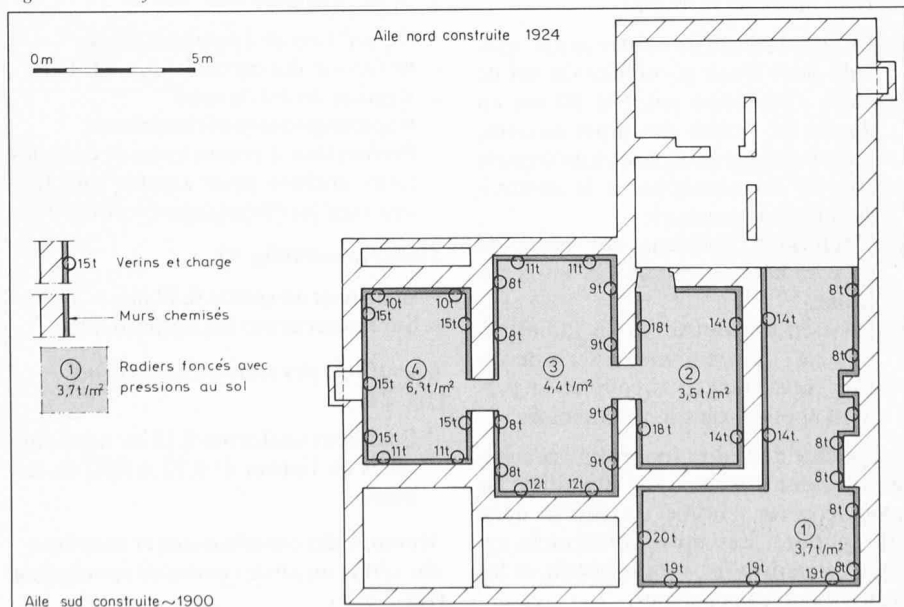 Aile nord construite 1924
0 m 5 m
15t Verins et charge
Murs chemisés
① Radiers foncés avec
3,7t/m² pressions au sol
11t 11t
8t 9t 8t
10t 10t
15t 15t 18t 14t 14t
8t 9t 8t
④ ③ ② 8t
6,3t/m² 4,4t/m² 3,5t/m²
15t 15t
8t 9t
15t 18t 14t 14t. 8t
11t 11t
8t 9t 8t
12t 12t
8t
20t ①
3,7t/m²
19t 19t 19t 8t
Aile sud construite~1900